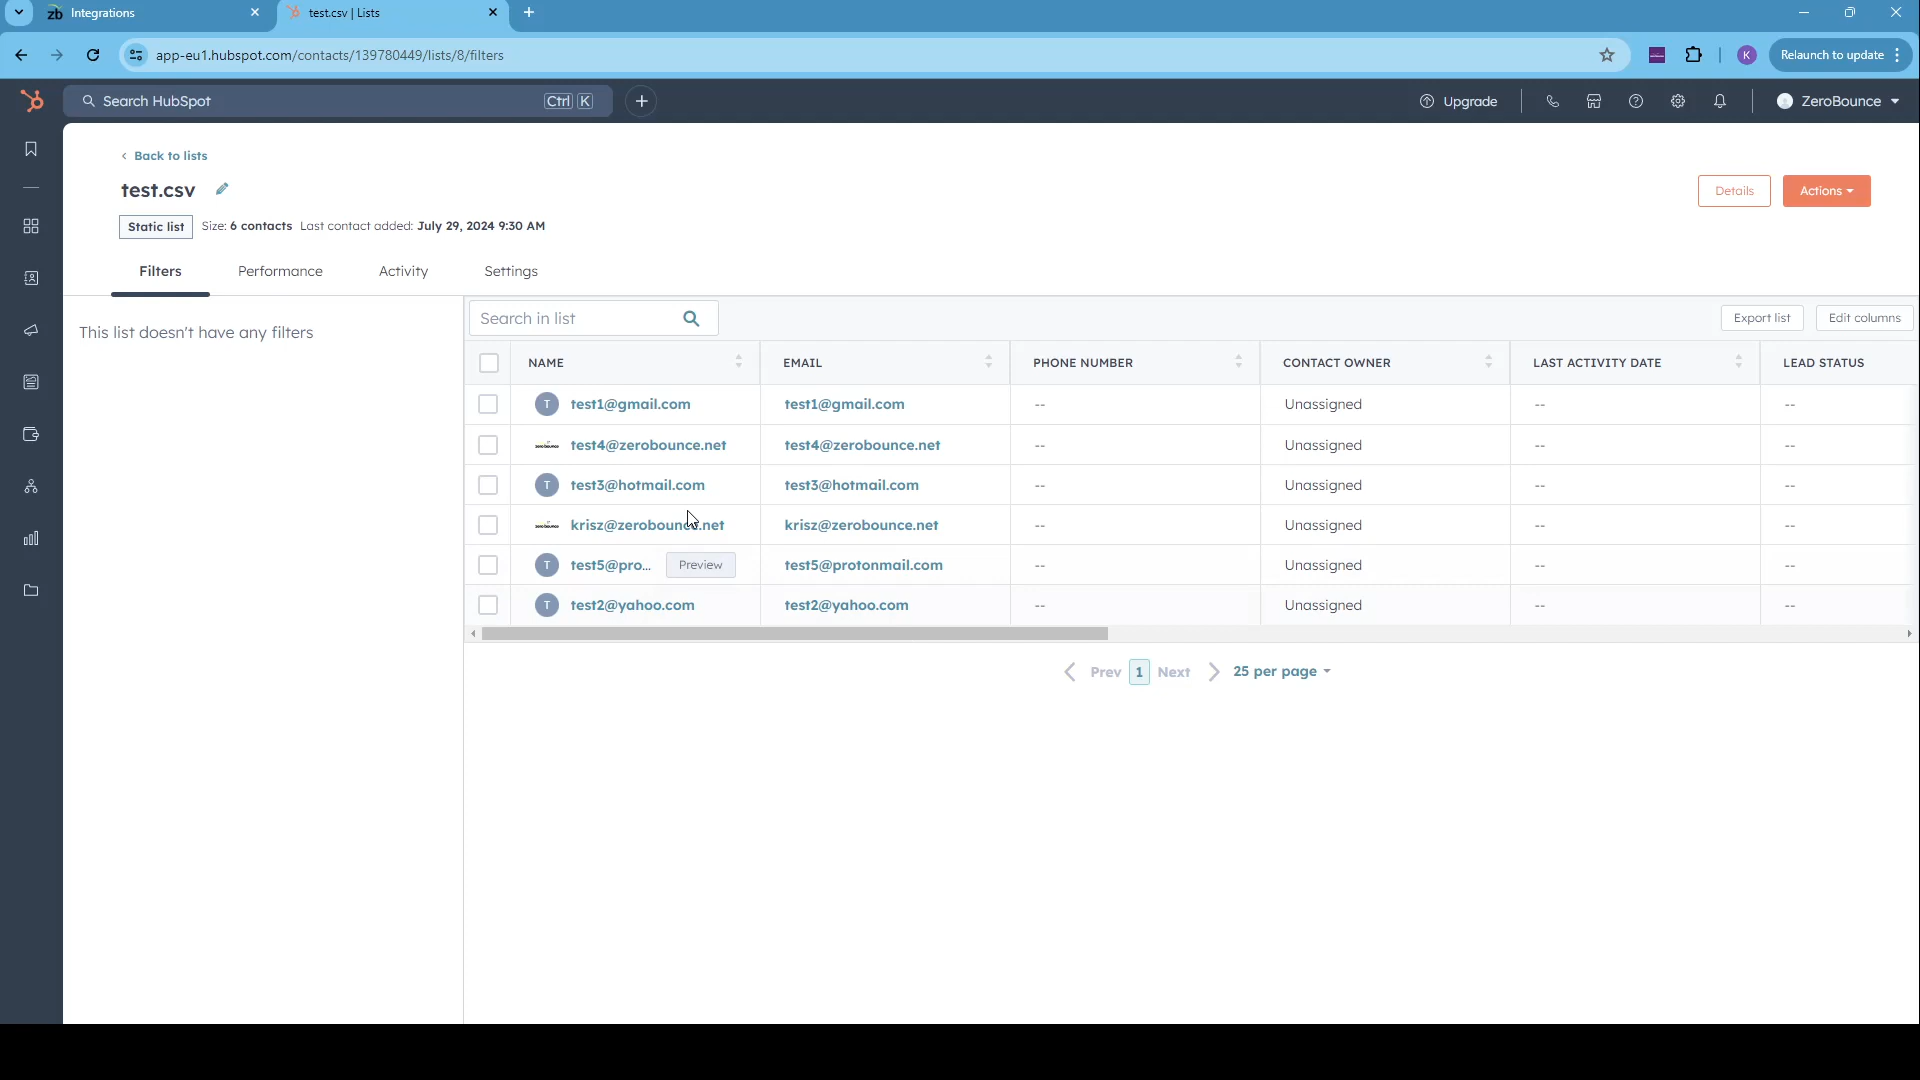 zb Integrations
test.csv | Lists
app-eu1.hubspot.com/contacts/139780449/lists/8/filters
K
Relaunch to update
Search HubSpot
Ctrl K
Upgrade
ZeroBounce
Back to lists
test.csv
Details
Actions
Static list Size: 6 contacts Last contact added: July 29, 2024 9:30 AM
Filters
Performance
Activity
Settings
This list doesn't have any filters
Search in list
Export list
Edit columns
NAME EMAIL PHONE NUMBER CONTACT OWNER LAST ACTIVITY DATE LEAD STATUS
T test1@gmail.com test1@gmail.com -- Unassigned -- --
test4@zerobounce.net test4@zerobounce.net -- Unassigned -- --
T test3@hotmail.com test3@hotmail.com -- Unassigned -- --
krisz@zerobounce.net krisz@zerobounce.net -- Unassigned -- --
T test5@pro... Preview test5@protonmail.com -- Unassigned -- --
T test2@yahoo.com test2@yahoo.com -- Unassigned -- --
Prev 1 Next 25 per page